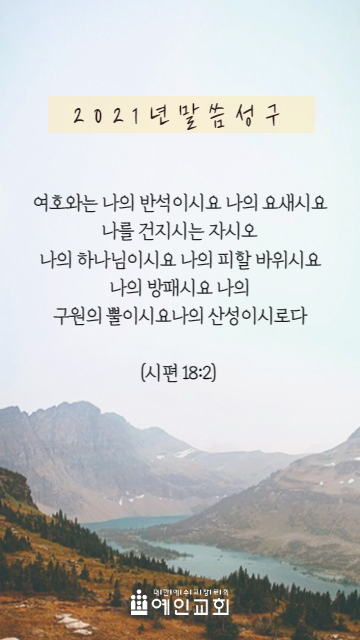 2021년말씀성구
여호와는 나의 반석이시요 나의 요새시요
나를 건지시는 자시오
나의 하나님이시요 나의 피할 바위시요
나의 방패시요 나의
구원의 뿔이시요나의 산성이시로다
(시편 18:2)
예인교회